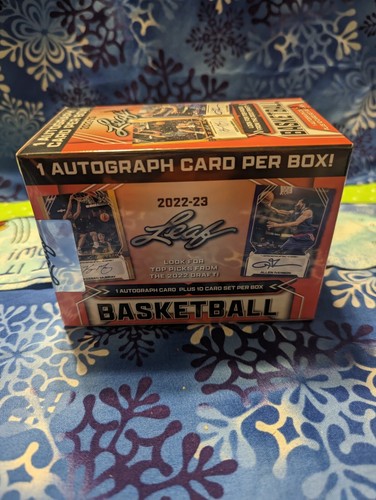 Leaf
BASKETBALL
1 AUTOGRAPH CARD PER BOX!
2022-23
Leaf
LOOK FOR
TOP PICKS FROM
THE 2022 DRAFT!
1 AUTOGRAPH CARD PLUS 10 CARD SET PER BOX
BASKETBALL